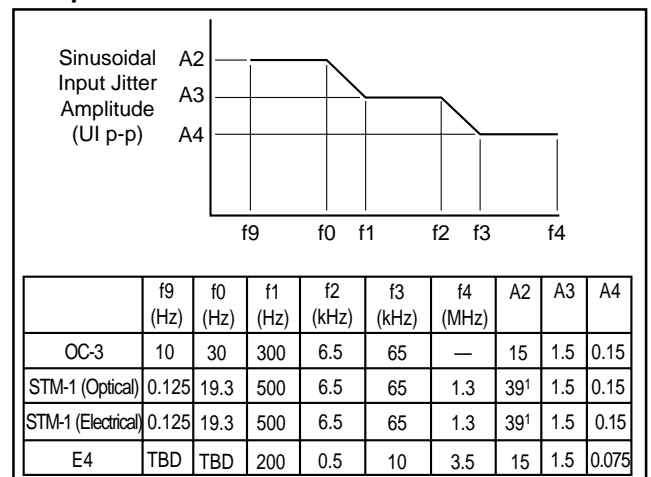 Sinusoidal
Input Jitter
Amplitude
(UI p-p)
A2
A3
A4
f9 f0 f1 f2 f3 f4
f9 (Hz) f0 (Hz) f1 (Hz) f2 (kHz) f3 (kHz) f4 (MHz) A2 A3 A4
OC-3 10 30 300 6.5 65 — 15 1.5 0.15
STM-1 (Optical) 0.125 19.3 500 6.5 65 1.3 39¹ 1.5 0.15
STM-1 (Electrical) 0.125 19.3 500 6.5 65 1.3 39¹ 1.5 0.15
E4 TBD TBD 200 0.5 10 3.5 15 1.5 0.075